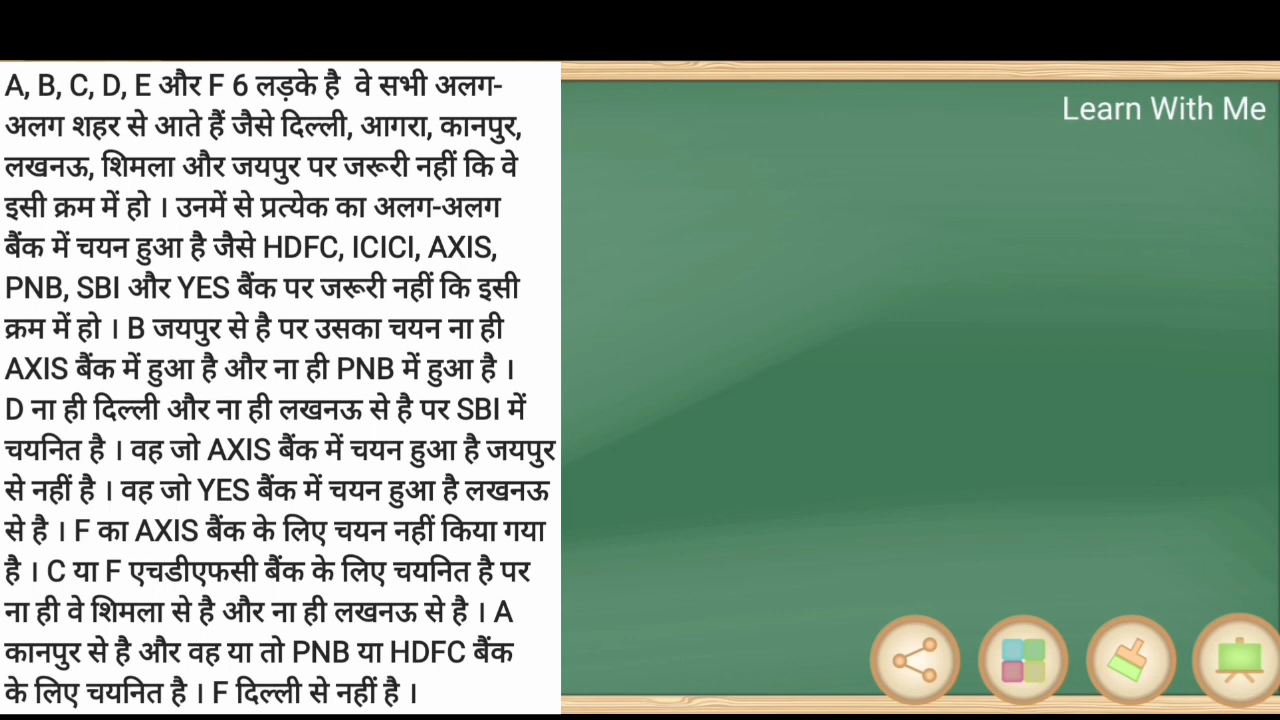 A, B, C, D, E और F 6 लड़के है वे सभी अलग-
अलग शहर से आते हैं जैसे दिल्ली, आगरा, कानपुर,
लखनऊ, शिमला और जयपुर पर जरूरी नहीं कि वे
इसी क्रम में हो । उनमें से प्रत्येक का अलग-अलग
बैंक में चयन हुआ है जैसे HDFC, ICICI, AXIS,
PNB, SBI और YES बैंक पर जरूरी नहीं कि इसी
क्रम में हो । B जयपुर से है पर उसका चयन ना ही
AXIS बैंक में हुआ है और ना ही PNB में हुआ है ।
D ना ही दिल्ली और ना ही लखनऊ से है पर SBI में
चयनित है । वह जो AXIS बैंक में चयन हुआ है जयपुर
से नहीं है । वह जो YES बैंक में चयन हुआ है लखनऊ
से है । F का AXIS बैंक के लिए चयन नहीं किया गया
है । C या F एचडीएफसी बैंक के लिए चयनित है पर
ना ही वे शिमला से है और ना ही लखनऊ से है । A
कानपुर से है और वह या तो PNB या HDFC बैंक
के लिए चयनित है । F दिल्ली से नहीं है ।
Learn With Me